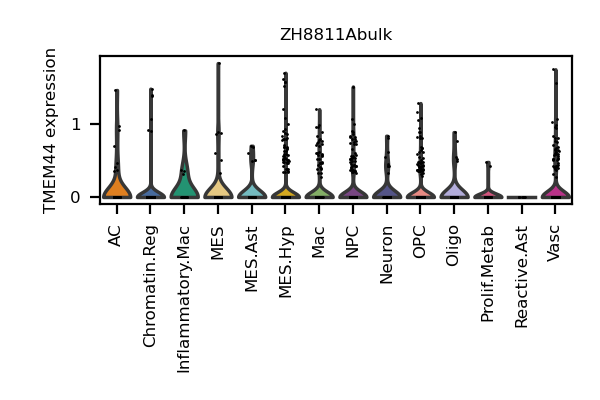 ZH8811Abulk
TMEM44 expression
1
0
AC
Chromatin.Reg
Inflammatory.Mac
MES
MES.Ast
MES.Hyp
Mac
NPC
Neuron
OPC
Oligo
Prolif.Metab
Reactive.Ast
Vasc